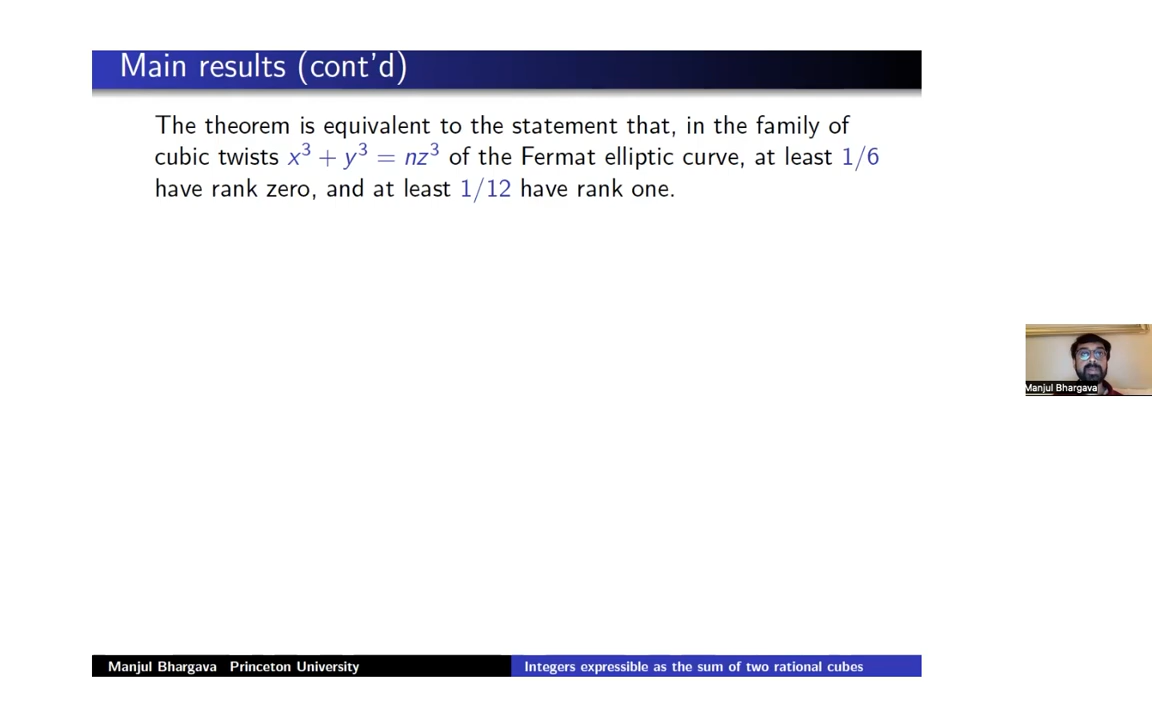 Main results (cont'd)
The theorem is equivalent to the statement that, in the family of
cubic twists x³ + y³ = nz³ of the Fermat elliptic curve, at least 1/6
have rank zero, and at least 1/12 have rank one.
Manjul Bhargava
Manjul Bhargava Princeton University
Integers expressible as the sum of two rational cubes